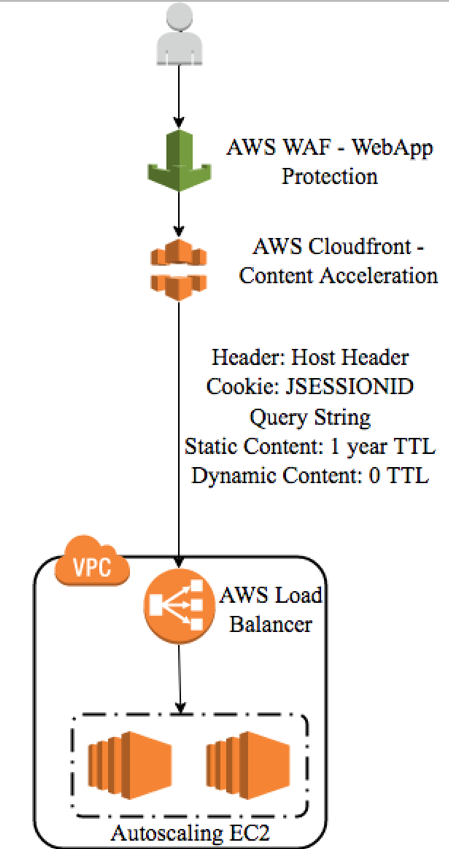 AWS WAF - WebApp
Protection
AWS Cloudfront -
Content Acceleration
Header: Host Header
Cookie: JSESSIONID
Query String
Static Content: 1 year TTL
Dynamic Content: 0 TTL
VPC
AWS Load
Balancer
Autoscaling EC2